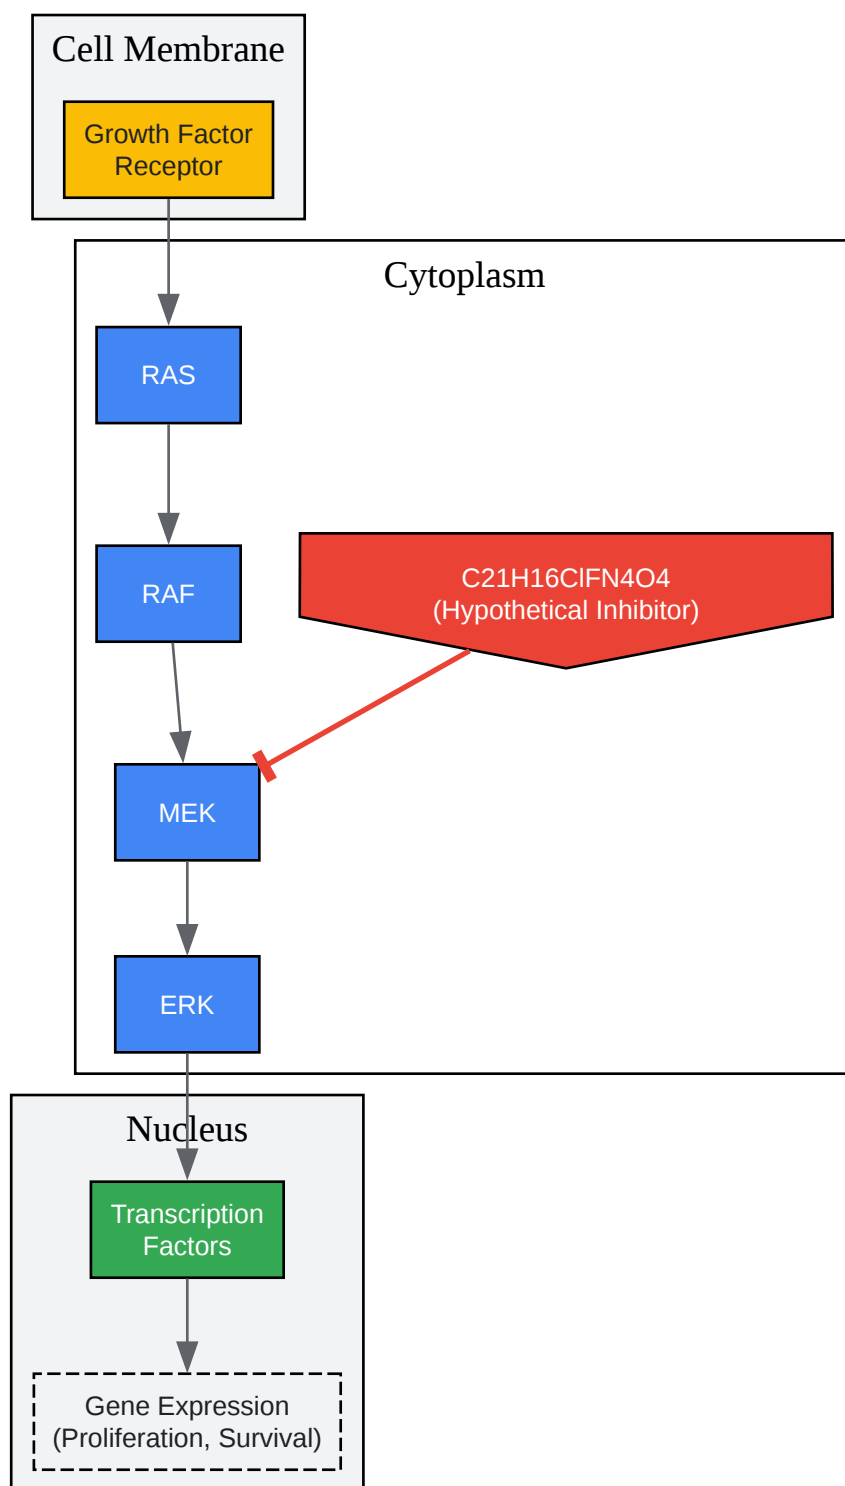 Cell Membrane
Growth Factor
Receptor
Cytoplasm
RAS
RAF
C21H16ClFN4O4
(Hypothetical Inhibitor)
MEK
ERK
Nucleus
Transcription
Factors
Gene Expression
(Proliferation, Survival)